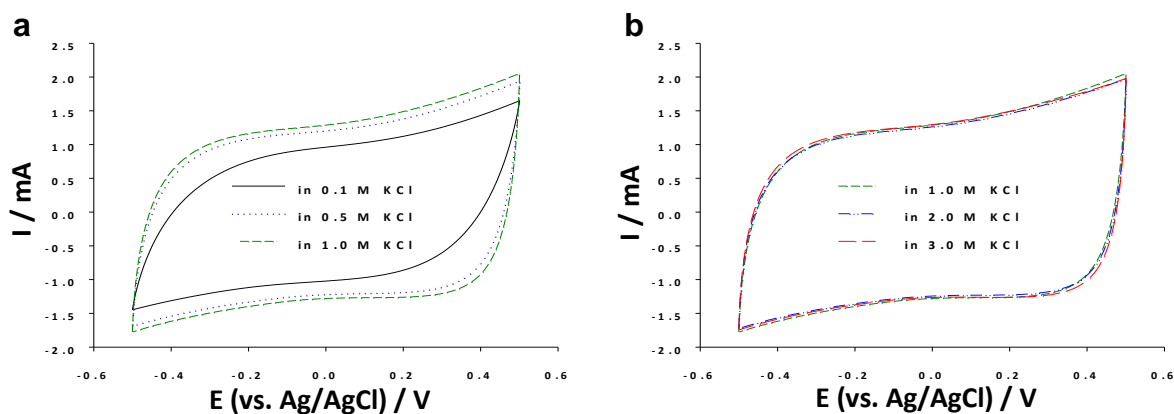 a
2.5
2.0
1.5
1.0
0.5
0.0
-0.5
-1.0
-1.5
-2.0
I / mA
in 0.1 M KCl
in 0.5 M KCl
in 1.0 M KCl
-0.6 -0.4 -0.2 0.0 0.2 0.4 0.6
E (vs. Ag/AgCl) / V
b
2.5
2.0
1.5
1.0
0.5
0.0
-0.5
-1.0
-1.5
-2.0
I / mA
in 1.0 M KCl
in 2.0 M KCl
in 3.0 M KCl
-0.6 -0.4 -0.2 0.0 0.2 0.4 0.6
E (vs. Ag/AgCl) / V